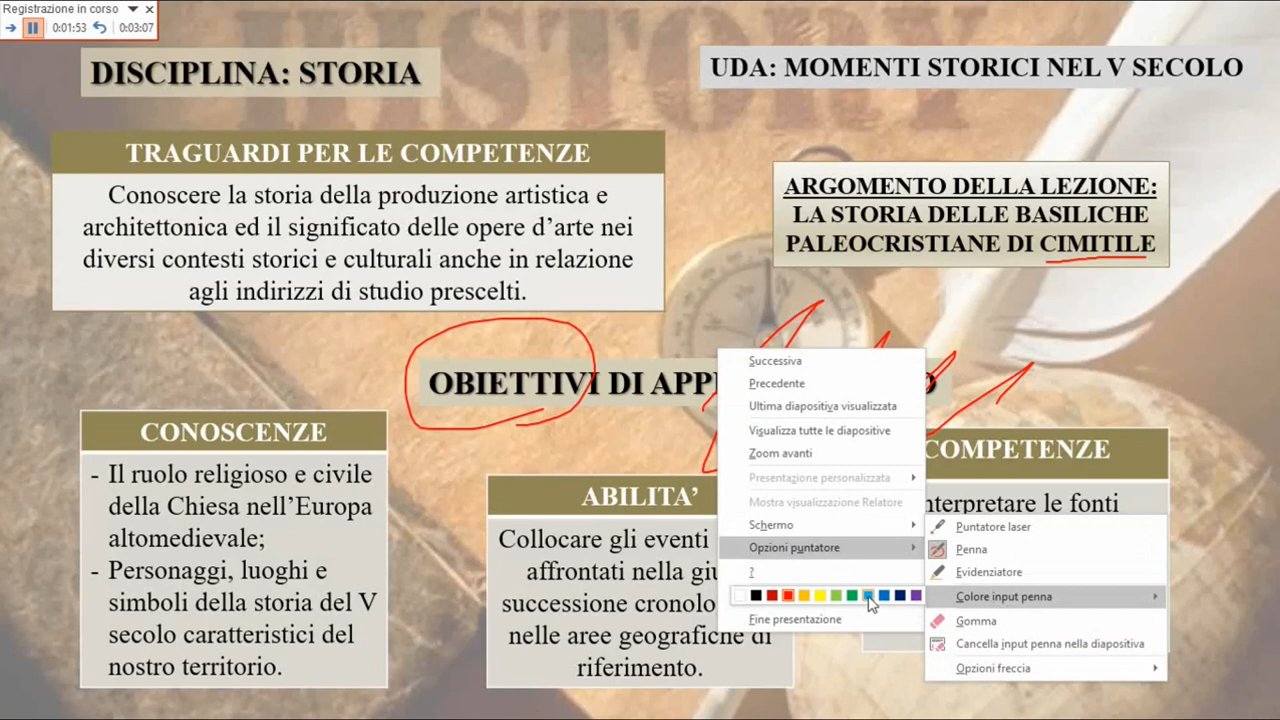 Registrazione in corso
0:01:53
0:03:07
HISTORY
DISCIPLINA: STORIA
UDA: MOMENTI STORICI NEL V SECOLO
TRAGUARDI PER LE COMPETENZE
Conoscere la storia della produzione artistica e
architettonica ed il significato delle opere d’arte nei
diversi contesti storici e culturali anche in relazione
agli indirizzi di studio prescelti.
ARGOMENTO DELLA LEZIONE:
LA STORIA DELLE BASILICHE
PALEOCRISTIANE DI CIMITILE
OBIETTIVI DI APP
CONOSCENZE
- Il ruolo religioso e civile
della Chiesa nell’Europa
altomedievale;
- Personaggi, luoghi e
simboli della storia del V
secolo caratteristici del
nostro territorio.
ABILITA’
Collocare gli eventi
affrontati nella giu
successione cronolo
nelle aree geografiche di
riferimento.
COMPETENZE
nterpretare le fonti
Successiva
Precedente
Ultima diapositiva visualizzata
Visualizza tutte le diapositive
Zoom avanti
Presentazione personalizzata
Mostra visualizzazione Relatore
Schermo
Opzioni puntatore
?
Fine presentazione
Puntatore laser
Penna
Evidenziatore
Colore input penna
Gomma
Cancella input penna nella diapositiva
Opzioni freccia